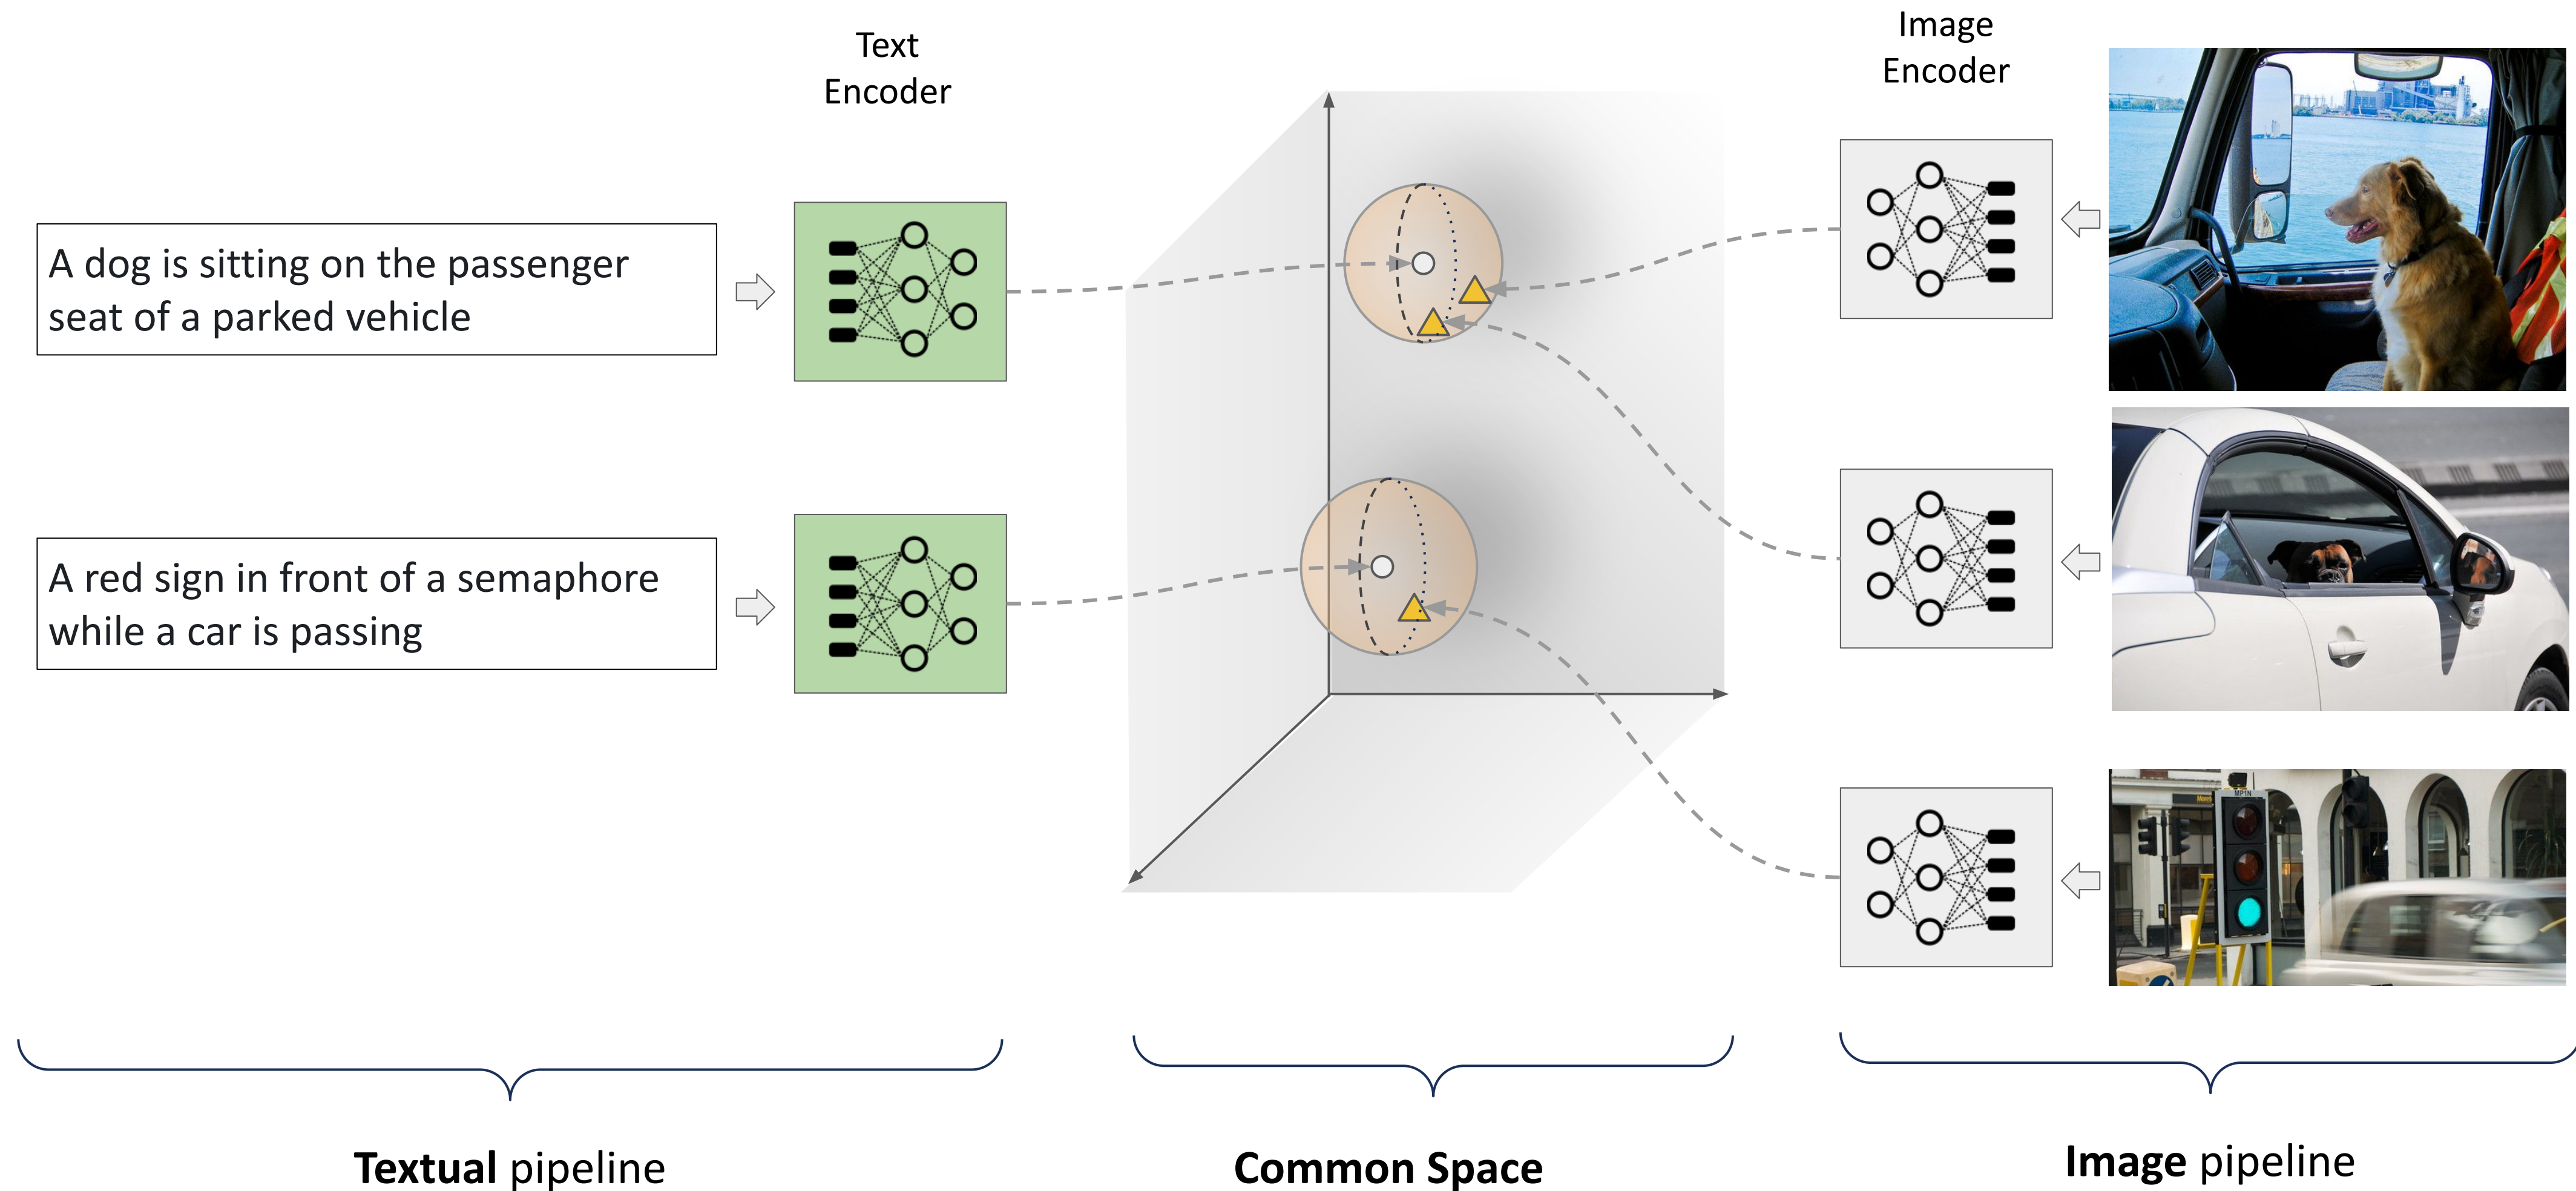 Text
Encoder
Image
Encoder
A dog is sitting on the passenger
seat of a parked vehicle
A red sign in front of a semaphore
while a car is passing
MP1N
Textual pipeline
Common Space
Image pipeline